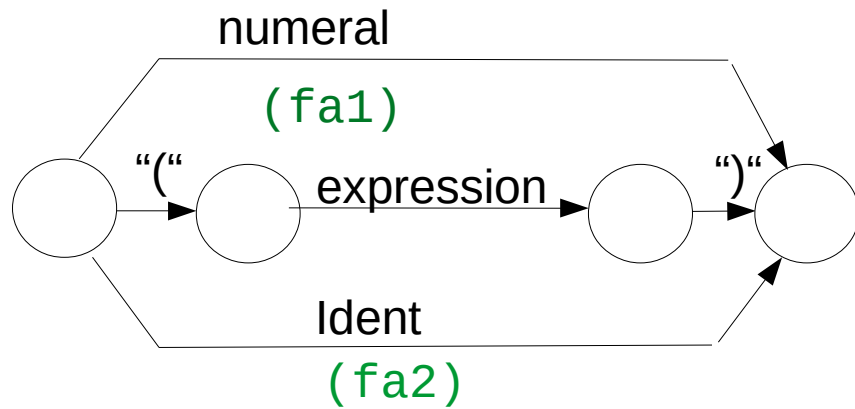 numeral
(fa1)
“(“
expression
“)“
Ident
(fa2)